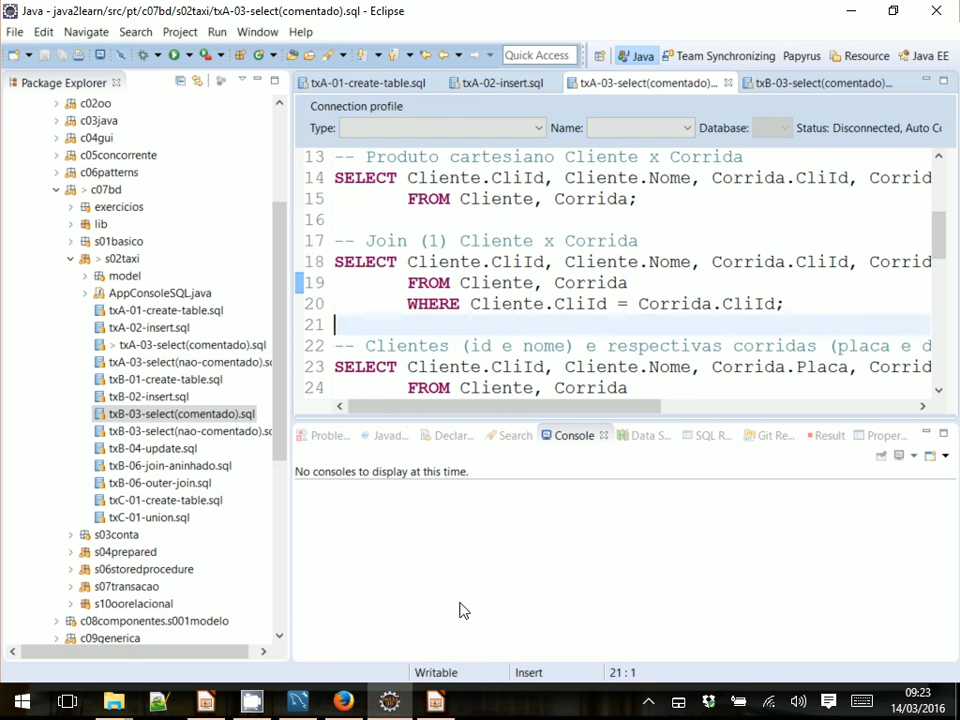 Java - java2learn/src/pt/c07bd/s02taxi/txA-03-select(comentado).sql - Eclipse
File Edit Navigate Search Project Run Window Help
Quick Access Java Team Synchronizing Papyrus Resource Java EE
Package Explorer
txA-01-create-table.sql txA-02-insert.sql txA-03-select(comentado)... txB-03-select(comentado)...
Connection profile
Type: Name: Database: Status: Disconnected, Auto Co
c02oo
c03java
c04gui
c05concorrente
c06patterns
> c07bd
exercicios
lib
s01basico
> s02taxi
model
AppConsoleSQL.java
txA-01-create-table.sql
txA-02-insert.sql
> txA-03-select(comentado).sql
txA-03-select(nao-comentado).sc
txB-01-create-table.sql
txB-02-insert.sql
txB-03-select(comentado).sql
txB-03-select(nao-comentado).sc
txB-04-update.sql
txB-06-join-aninhado.sql
txB-06-outer-join.sql
txC-01-create-table.sql
txC-01-union.sql
s03conta
s04prepared
s06storedprocedure
s07transacao
s10oorelacional
c08componentes.s001modelo
c09generica
13 -- Produto cartesiano Cliente x Corrida
14 SELECT Cliente.CliId, Cliente.Nome, Corrida.CliId, Corrid
15 FROM Cliente, Corrida;
16
17 -- Join (1) Cliente x Corrida
18 SELECT Cliente.CliId, Cliente.Nome, Corrida.CliId, Corrid
19 FROM Cliente, Corrida
20 WHERE Cliente.CliId = Corrida.CliId;
21
22 -- Clientes (id e nome) e respectivas corridas (placa e d
23 SELECT Cliente.CliId, Cliente.Nome, Corrida.Placa, Corrid
24 FROM Cliente, Corrida
Proble... Javad... Declar... Search Console Data S... SQL R... Git Re... Result Proper...
No consoles to display at this time.
Writable Insert 21 : 1
09:23
14/03/2016